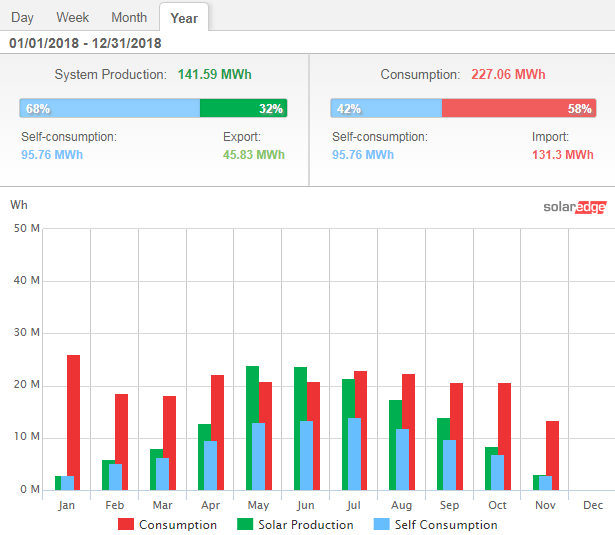 Day Week Month Year
01/01/2018 - 12/31/2018
System Production: 141.59 MWh
68% 32%
Self-consumption: Export:
95.76 MWh 45.83 MWh
Consumption: 227.06 MWh
42% 58%
Self-consumption: Import:
95.76 MWh 131.3 MWh
Wh
solaredge
50 M
40 M
30 M
20 M
10 M
0 M
Jan Feb Mar Apr May Jun Jul Aug Sep Oct Nov Dec
Consumption Solar Production Self Consumption